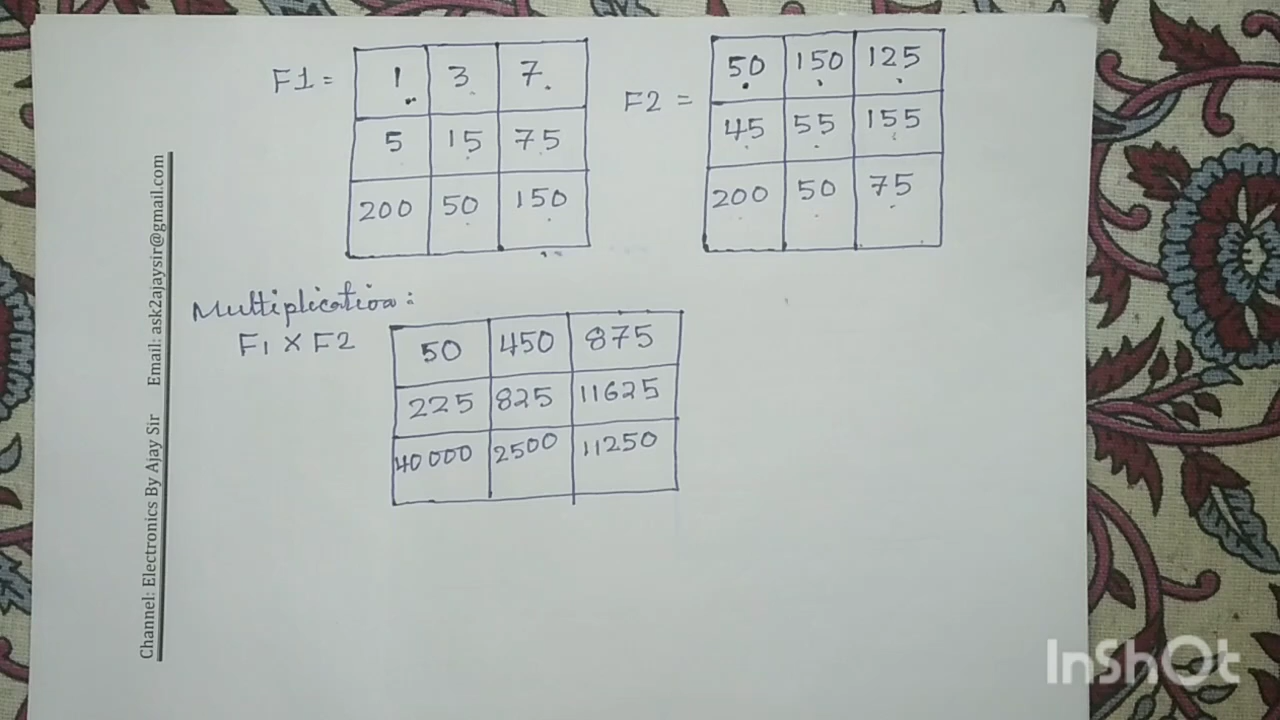 F1 =
1 3 7
5 15 75
200 50 150
F2 =
50 150 125
45 55 155
200 50 75
Multiplication:
F1 X F2
50 450 875
225 825 11625
40000 2500 11250
Channel: Electronics By Ajay Sir Email: ask2ajaysir@gmail.com
InShOt